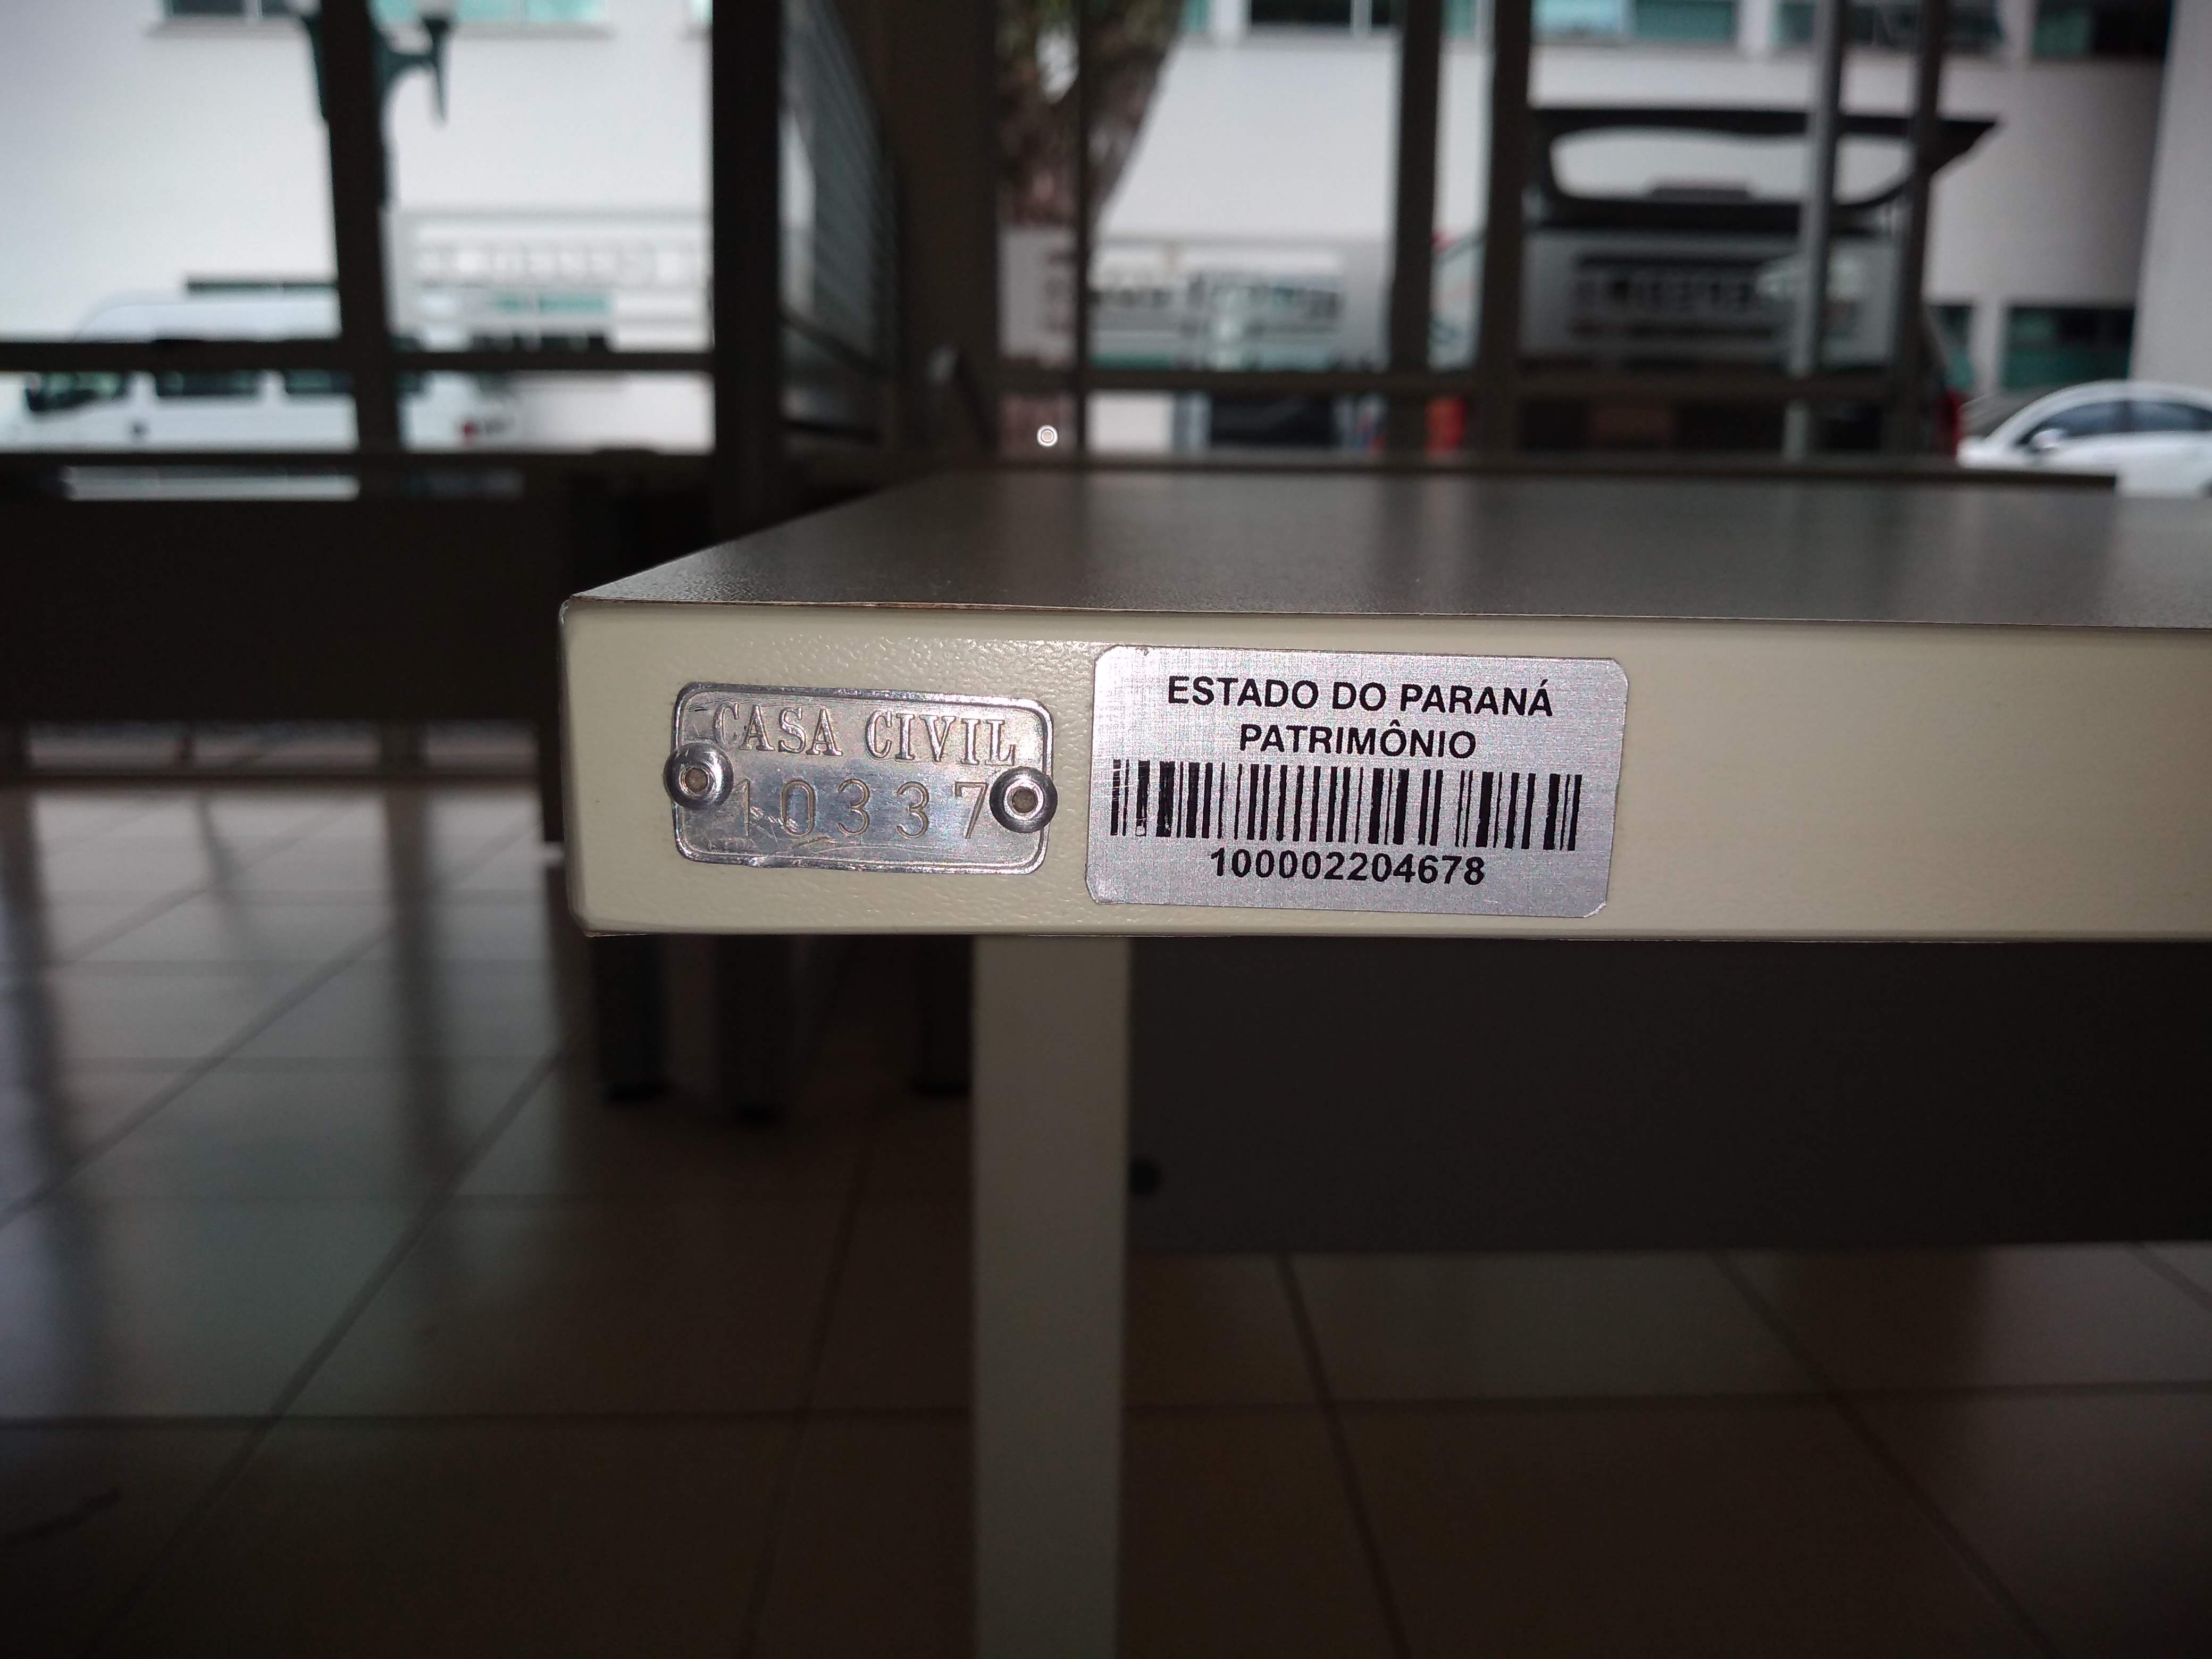 CASA CIVIL
10337
ESTADO DO PARANÁ
PATRIMÔNIO
100002204678